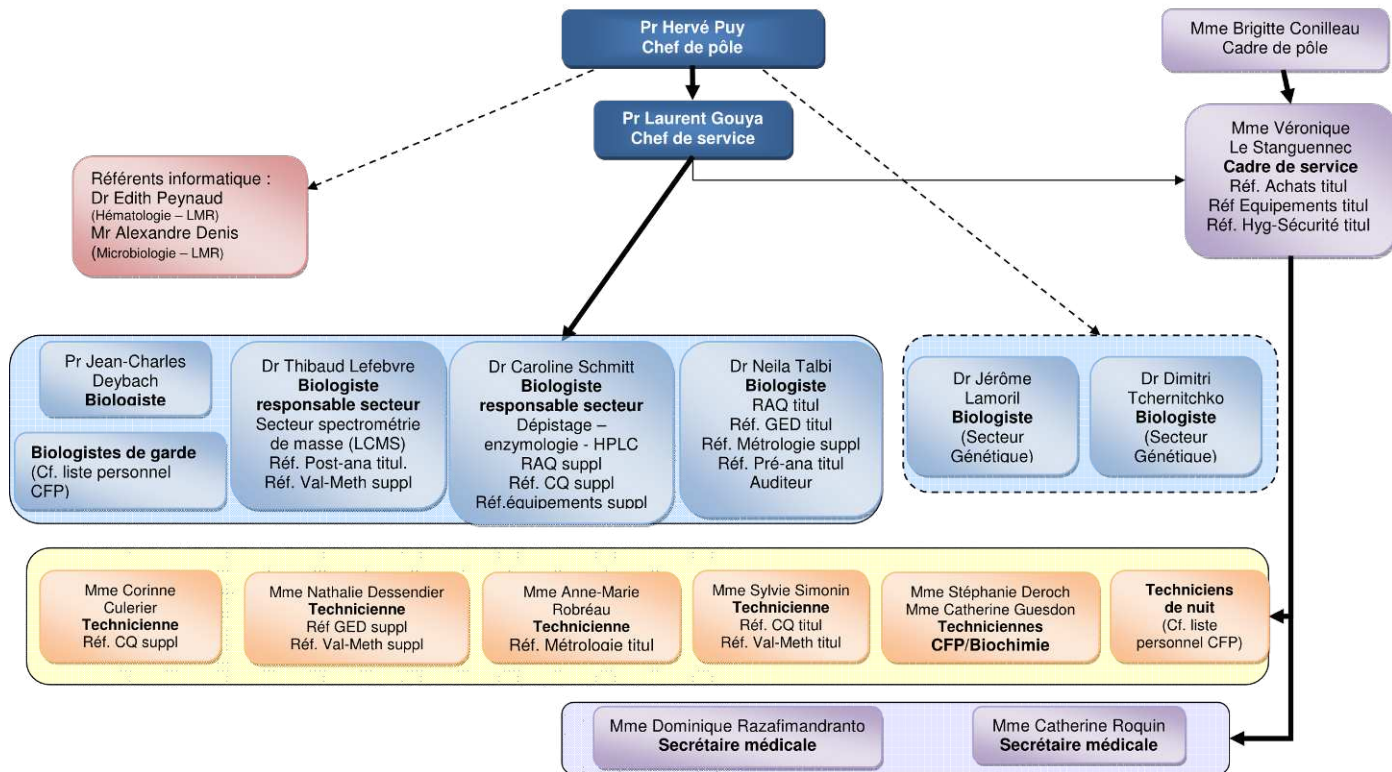 Pr Hervé Puy
Chef de pôle
Mme Brigitte Conilleau
Cadre de pôle
Pr Laurent Gouya
Chef de service
Mme Véronique
Le Stanguennec
Cadre de service
Réf. Achats titul
Réf Equipements titul
Réf. Hyg-Sécurité titul
Référents informatique :
Dr Edith Peynaud
(Hématologie – LMR)
Mr Alexandre Denis
(Microbiologie – LMR)
Pr Jean-Charles
Deybach
Biologiste
Biologistes de garde
(Cf. liste personnel
CFP)
Dr Thibaud Lefebvre
Biologiste
responsable secteur
Secteur spectrométrie
de masse (LCMS)
Réf. Post-ana titul.
Réf. Val-Meth suppl
Dr Caroline Schmitt
Biologiste
responsable secteur
Dépistage –
enzymologie - HPLC
RAQ suppl
Réf. CQ suppl
Réf.équipements suppl
Dr Neila Talbi
Biologiste
RAQ titul
Réf. GED titul
Réf. Métrologie suppl
Réf. Pré-ana titul
Auditeur
Dr Jérôme
Lamoril
Biologiste
(Secteur
Génétique)
Dr Dimitri
Tchernitchko
Biologiste
(Secteur
Génétique)
Mme Corinne
Culerier
Technicienne
Réf. CQ suppl
Mme Nathalie Dessendier
Technicienne
Réf GED suppl
Réf. Val-Meth suppl
Mme Anne-Marie
Robréau
Technicienne
Réf. Métrologie titul
Mme Sylvie Simonin
Technicienne
Réf. CQ titul
Réf. Val-Meth titul
Mme Stéphanie Deroch
Mme Catherine Guesdon
Techniciennes
CFP/Biochimie
Techniciens
de nuit
(Cf. liste
personnel CFP)
Mme Dominique Razafimandranto
Secrétaire médicale
Mme Catherine Roquin
Secrétaire médicale